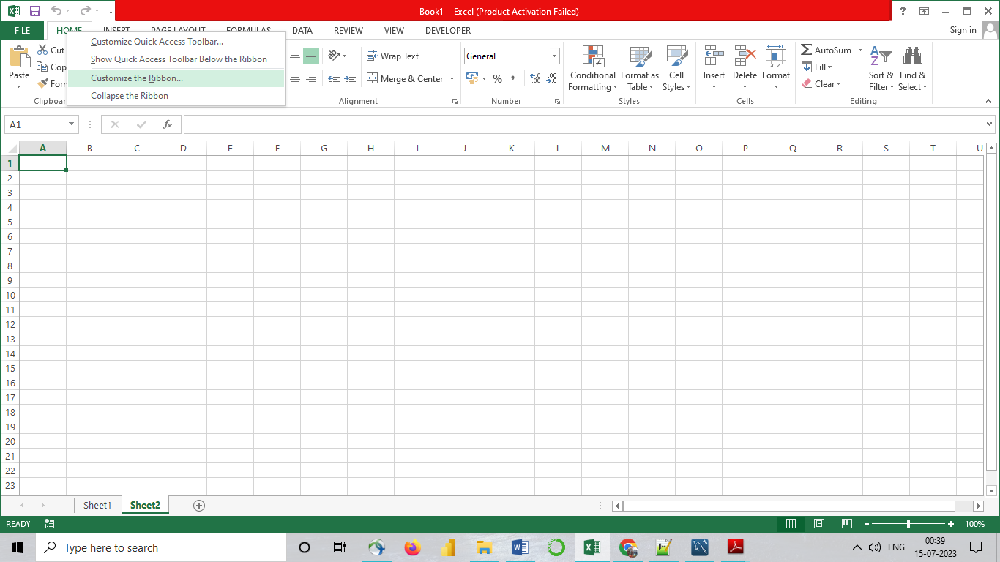 Book1 - Excel (Product Activation Failed)
?
FILE HOME INSERT PAGE LAYOUT FORMULAS DATA REVIEW VIEW DEVELOPER Sign in
Customize Quick Access Toolbar...
Show Quick Access Toolbar Below the Ribbon
Customize the Ribbon...
Collapse the Ribbon
Paste
Cut
Cop
Form
Clipboar
Wrap Text
Merge & Center
Alignment
General
%
,
.0 .00
.00 .0
Number
Conditional
Formatting
Format as
Table
Cell
Styles
Styles
Insert
Delete
Format
Cells
AutoSum
Fill
Clear
Sort &
Filter
Find &
Select
Editing
A1
fx
A B C D E F G H I J K L M N O P Q R S T U
1
2
3
4
5
6
7
8
9
10
11
12
13
14
15
16
17
18
19
20
21
22
23
Sheet1 Sheet2
READY
100%
Type here to search
ENG
00:39
15-07-2023